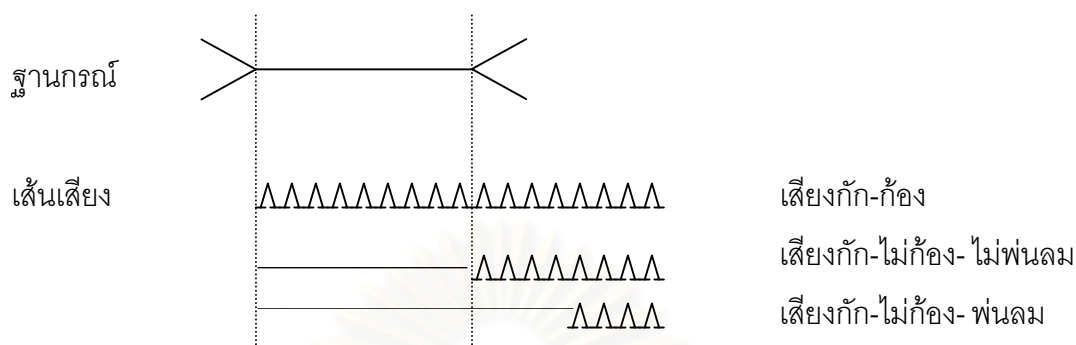 ฐานกรณ์
เส้นเสียง
เสียงกัก-ก้อง
เสียงกัก-ไม่ก้อง- ไม่พ่นลม
เสียงกัก-ไม่ก้อง- พ่นลม